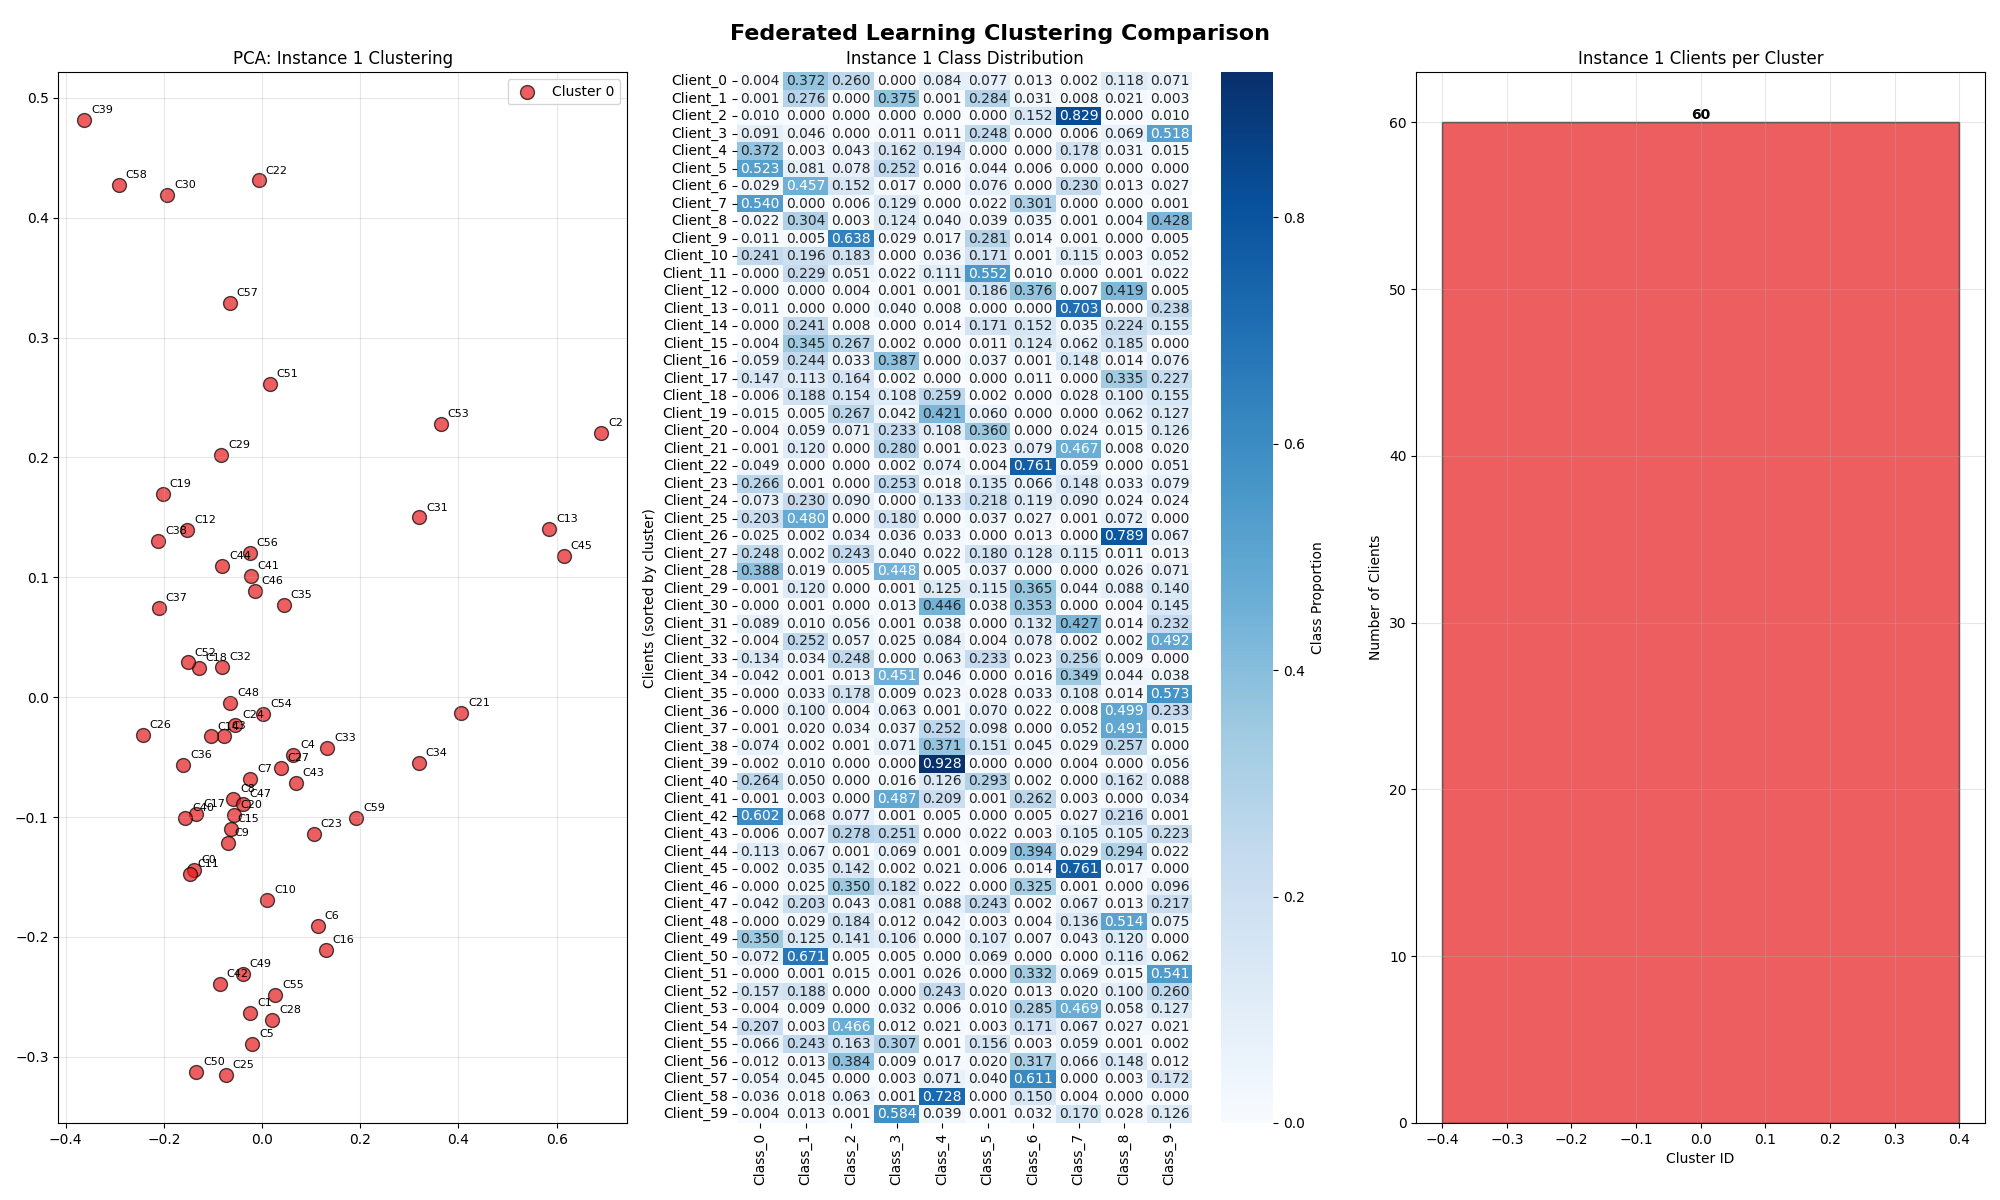 Federated Learning Clustering Comparison
PCA: Instance 1 Clustering
Cluster 0
0.5
0.4
0.3
0.2
0.1
0.0
−0.1
−0.2
−0.3
−0.4
−0.2
0.0
0.2
0.4
0.6
C39
C58
C30
C22
C57
C51
C53
C2
C29
C19
C31
C12
C13
C38
C56
C45
C44
C41
C46
C35
C37
C52
C18
C32
C48
C54
C21
C26
C24
C14
C3
C4
C33
C27
C34
C36
C7
C43
C8
C47
C17
C40
C20
C59
C15
C23
C9
C0
C11
C10
C6
C16
C49
C42
C55
C1
C28
C5
C50
C25
Instance 1 Class Distribution
Clients (sorted by cluster)
Client_0 0.004 0.372 0.260 0.000 0.084 0.077 0.013 0.002 0.118 0.071
Client_1 0.001 0.276 0.000 0.375 0.001 0.284 0.031 0.008 0.021 0.003
Client_2 0.010 0.000 0.000 0.000 0.000 0.000 0.152 0.829 0.000 0.010
Client_3 0.091 0.046 0.000 0.011 0.011 0.248 0.000 0.006 0.069 0.518
Client_4 0.372 0.003 0.043 0.162 0.194 0.000 0.000 0.178 0.031 0.015
Client_5 0.523 0.081 0.078 0.252 0.016 0.044 0.006 0.000 0.000 0.000
Client_6 0.029 0.457 0.152 0.017 0.000 0.076 0.000 0.230 0.013 0.027
Client_7 0.540 0.000 0.006 0.129 0.000 0.022 0.301 0.000 0.000 0.001
Client_8 0.022 0.304 0.003 0.124 0.040 0.039 0.035 0.001 0.004 0.428
Client_9 0.011 0.005 0.638 0.029 0.017 0.281 0.014 0.001 0.000 0.005
Client_10 0.241 0.196 0.183 0.000 0.036 0.171 0.001 0.115 0.003 0.052
Client_11 0.000 0.229 0.051 0.022 0.111 0.552 0.010 0.000 0.001 0.022
Client_12 0.000 0.000 0.004 0.001 0.001 0.186 0.376 0.007 0.419 0.005
Client_13 0.011 0.000 0.000 0.040 0.008 0.000 0.000 0.703 0.000 0.238
Client_14 0.000 0.241 0.008 0.000 0.014 0.171 0.152 0.035 0.224 0.155
Client_15 0.004 0.345 0.267 0.002 0.000 0.011 0.124 0.062 0.185 0.000
Client_16 0.059 0.244 0.033 0.387 0.000 0.037 0.001 0.148 0.014 0.076
Client_17 0.147 0.113 0.164 0.002 0.000 0.000 0.011 0.000 0.335 0.227
Client_18 0.006 0.188 0.154 0.108 0.259 0.002 0.000 0.028 0.100 0.155
Client_19 0.015 0.005 0.267 0.042 0.421 0.060 0.000 0.000 0.062 0.127
Client_20 0.004 0.059 0.071 0.233 0.108 0.360 0.000 0.024 0.015 0.126
Client_21 0.001 0.120 0.000 0.280 0.001 0.023 0.079 0.467 0.008 0.020
Client_22 0.049 0.000 0.000 0.002 0.074 0.004 0.761 0.059 0.000 0.051
Client_23 0.266 0.001 0.000 0.253 0.018 0.135 0.066 0.148 0.033 0.079
Client_24 0.073 0.230 0.090 0.000 0.133 0.218 0.119 0.090 0.024 0.024
Client_25 0.203 0.480 0.000 0.180 0.000 0.037 0.027 0.001 0.072 0.000
Client_26 0.025 0.002 0.034 0.036 0.033 0.000 0.013 0.000 0.789 0.067
Client_27 0.248 0.002 0.243 0.040 0.022 0.180 0.128 0.115 0.011 0.013
Client_28 0.388 0.019 0.005 0.448 0.005 0.037 0.000 0.000 0.026 0.071
Client_29 0.001 0.120 0.000 0.001 0.125 0.115 0.365 0.044 0.088 0.140
Client_30 0.000 0.001 0.000 0.013 0.446 0.038 0.353 0.000 0.004 0.145
Client_31 0.089 0.010 0.056 0.001 0.038 0.000 0.132 0.427 0.014 0.232
Client_32 0.004 0.252 0.057 0.025 0.084 0.004 0.078 0.002 0.002 0.492
Client_33 0.134 0.034 0.248 0.000 0.063 0.233 0.023 0.256 0.009 0.000
Client_34 0.042 0.001 0.013 0.451 0.046 0.000 0.016 0.349 0.044 0.038
Client_35 0.000 0.033 0.178 0.009 0.023 0.028 0.033 0.108 0.014 0.573
Client_36 0.000 0.100 0.004 0.063 0.001 0.070 0.022 0.008 0.499 0.233
Client_37 0.001 0.020 0.034 0.037 0.252 0.098 0.000 0.052 0.491 0.015
Client_38 0.074 0.002 0.001 0.071 0.371 0.151 0.045 0.029 0.257 0.000
Client_39 0.002 0.010 0.000 0.000 0.928 0.000 0.000 0.004 0.000 0.056
Client_40 0.264 0.050 0.000 0.016 0.126 0.293 0.002 0.000 0.162 0.088
Client_41 0.001 0.003 0.000 0.487 0.209 0.001 0.262 0.003 0.000 0.034
Client_42 0.602 0.068 0.077 0.001 0.005 0.000 0.005 0.027 0.216 0.001
Client_43 0.006 0.007 0.278 0.251 0.000 0.022 0.003 0.105 0.105 0.223
Client_44 0.113 0.067 0.001 0.069 0.001 0.009 0.394 0.029 0.294 0.022
Client_45 0.002 0.035 0.142 0.002 0.021 0.006 0.014 0.761 0.017 0.000
Client_46 0.000 0.025 0.350 0.182 0.022 0.000 0.325 0.001 0.000 0.096
Client_47 0.042 0.203 0.043 0.081 0.088 0.243 0.002 0.067 0.013 0.217
Client_48 0.000 0.029 0.184 0.012 0.042 0.003 0.004 0.136 0.514 0.075
Client_49 0.350 0.125 0.141 0.106 0.000 0.107 0.007 0.043 0.120 0.000
Client_50 0.072 0.671 0.005 0.005 0.000 0.069 0.000 0.000 0.116 0.062
Client_51 0.000 0.001 0.015 0.001 0.026 0.000 0.332 0.069 0.015 0.541
Client_52 0.157 0.188 0.000 0.000 0.243 0.020 0.013 0.020 0.100 0.260
Client_53 0.004 0.009 0.000 0.032 0.006 0.010 0.285 0.469 0.058 0.127
Client_54 0.207 0.003 0.466 0.012 0.021 0.003 0.171 0.067 0.027 0.021
Client_55 0.066 0.243 0.163 0.307 0.001 0.156 0.003 0.059 0.001 0.002
Client_56 0.012 0.013 0.384 0.009 0.017 0.020 0.317 0.066 0.148 0.012
Client_57 0.054 0.045 0.000 0.003 0.071 0.040 0.611 0.000 0.003 0.172
Client_58 0.036 0.018 0.063 0.001 0.728 0.000 0.150 0.004 0.000 0.000
Client_59 0.004 0.013 0.001 0.584 0.039 0.001 0.032 0.170 0.028 0.126
Class_0
Class_1
Class_2
Class_3
Class_4
Class_5
Class_6
Class_7
Class_8
Class_9
0.8
0.6
0.4
0.2
0.0
Class Proportion
Instance 1 Clients per Cluster
60
60
50
40
30
20
10
0
Number of Clients
−0.4
−0.3
−0.2
−0.1
0.0
0.1
0.2
0.3
0.4
Cluster ID